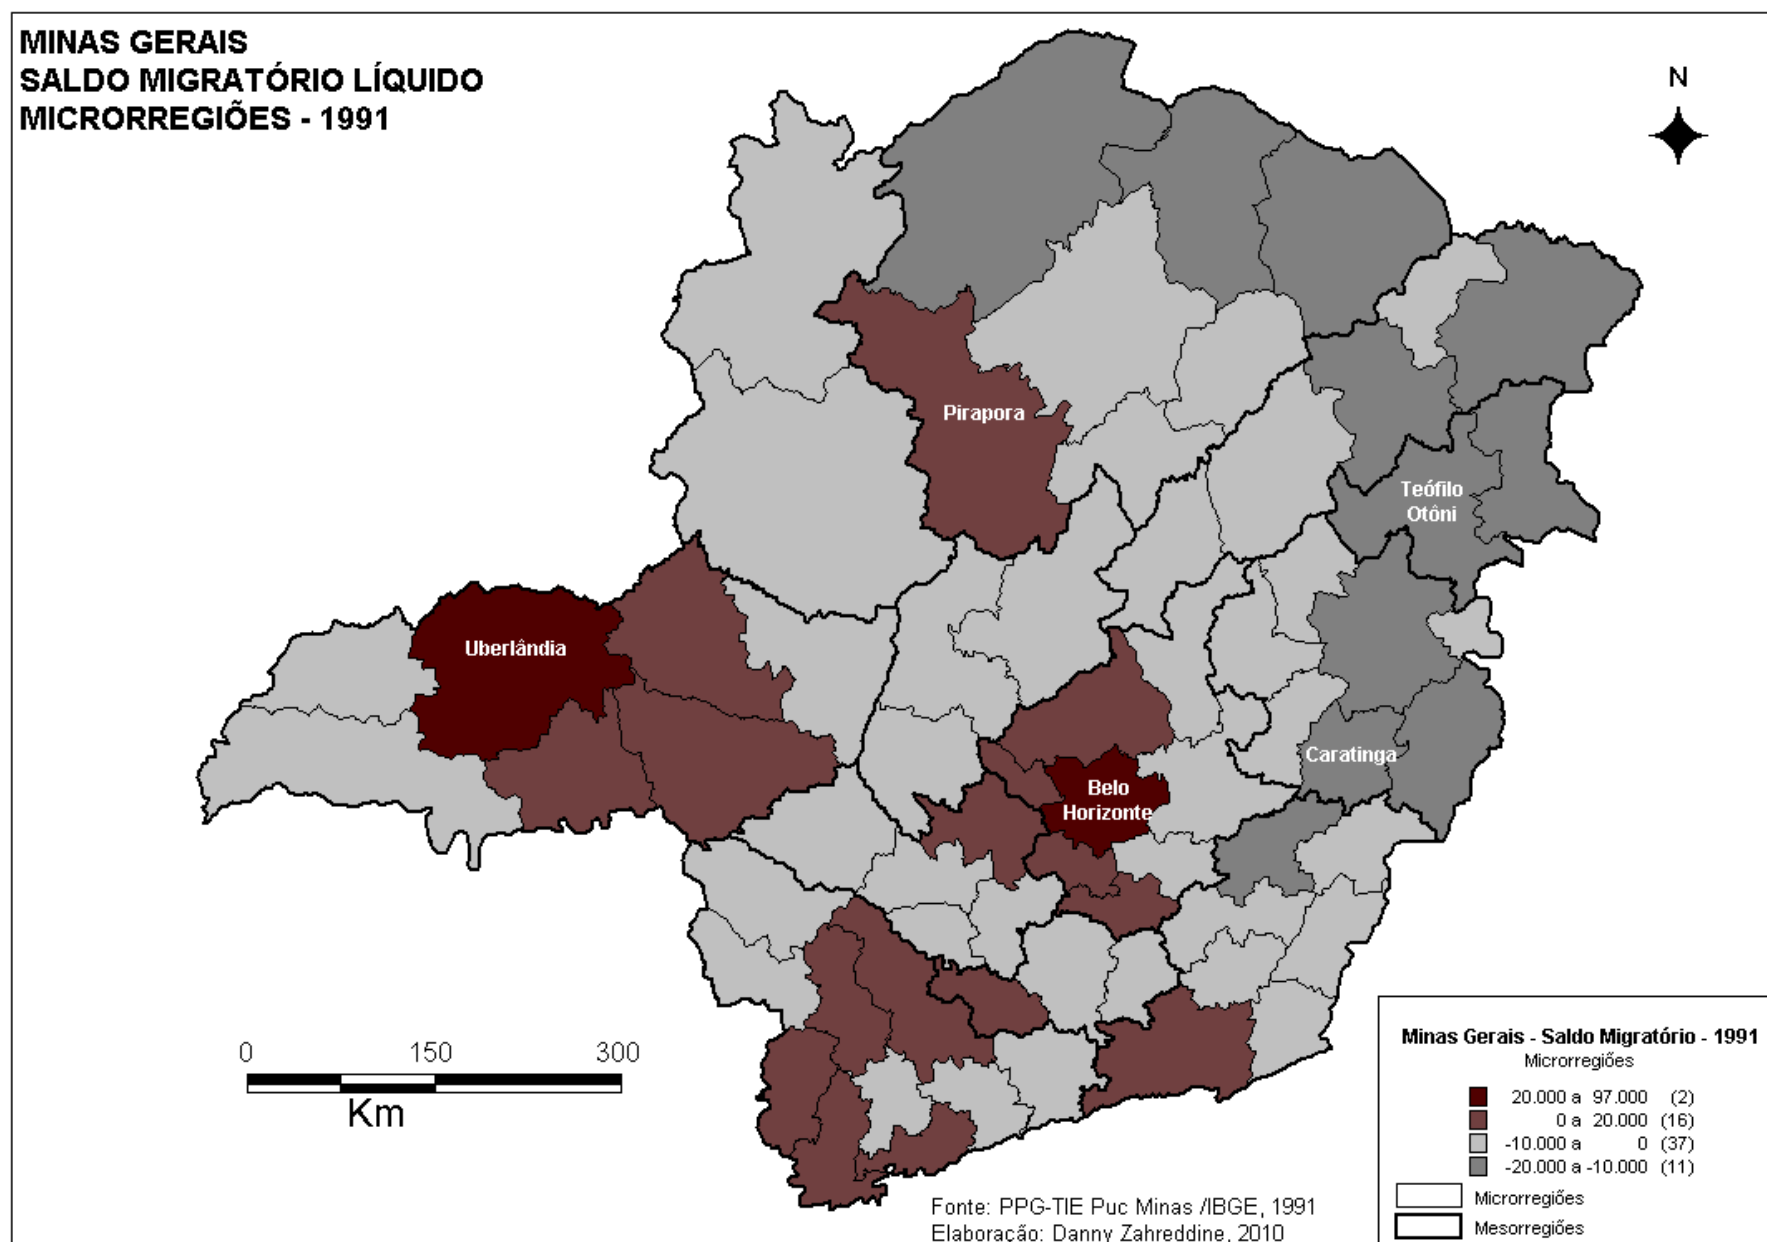 MINAS GERAIS
SALDO MIGRATÓRIO LÍQUIDO
MICRORREGIÕES - 1991
N
Pirapora
Teófilo
Otôni
Uberlândia
Caratinga
Belo
Horizonte
0 150 300
Km
Minas Gerais - Saldo Migratório - 1991
Microrregiões
20.000 a 97.000 (2)
0 a 20.000 (16)
-10.000 a 0 (37)
-20.000 a -10.000 (11)
Microrregiões
Mesorregiões
Fonte: PPG-TIE Puc Minas /IBGE, 1991
Elaboração: Danny Zahreddine, 2010